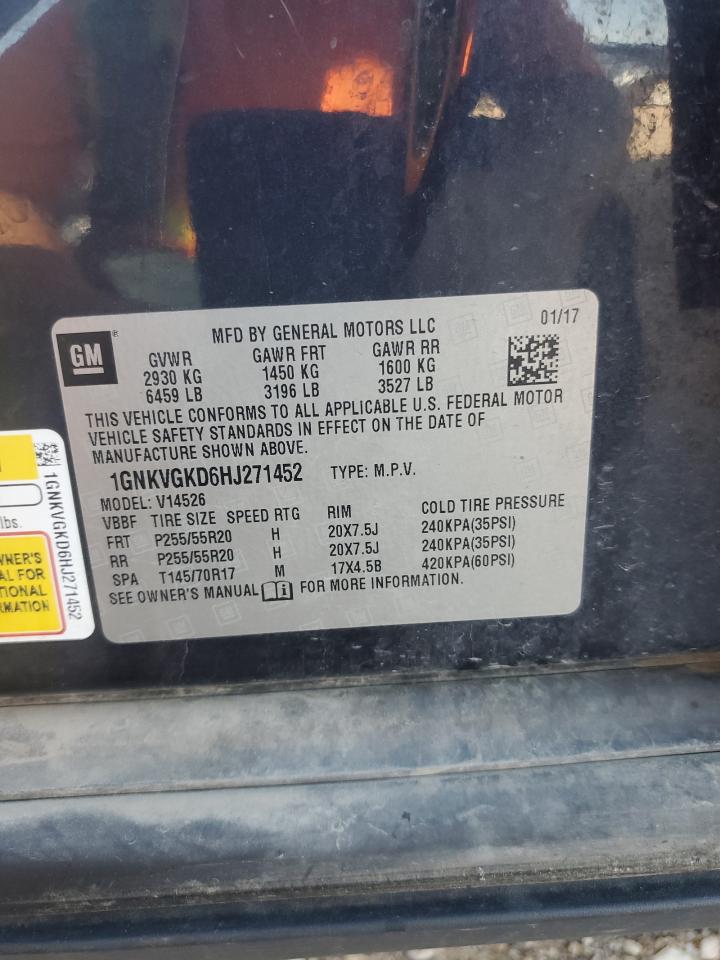 GM
®
MFD BY GENERAL MOTORS LLC
01/17
GVWR GAWR FRT GAWR RR
2930 KG 1450 KG 1600 KG
6459 LB 3196 LB 3527 LB
THIS VEHICLE CONFORMS TO ALL APPLICABLE U.S. FEDERAL MOTOR
VEHICLE SAFETY STANDARDS IN EFFECT ON THE DATE OF
MANUFACTURE SHOWN ABOVE.
1GNKVGKD6HJ271452 TYPE: M.P.V.
MODEL: V14526
VBBF TIRE SIZE SPEED RTG RIM COLD TIRE PRESSURE
FRT P255/55R20 H 20X7.5J 240KPA(35PSI)
RR P255/55R20 H 20X7.5J 240KPA(35PSI)
SPA T145/70R17 M 17X4.5B 420KPA(60PSI)
SEE OWNER'S MANUAL FOR MORE INFORMATION.
lbs.
WNER'S
AL FOR
TIONAL
RMATION
1GNKVGKD6HJ271452